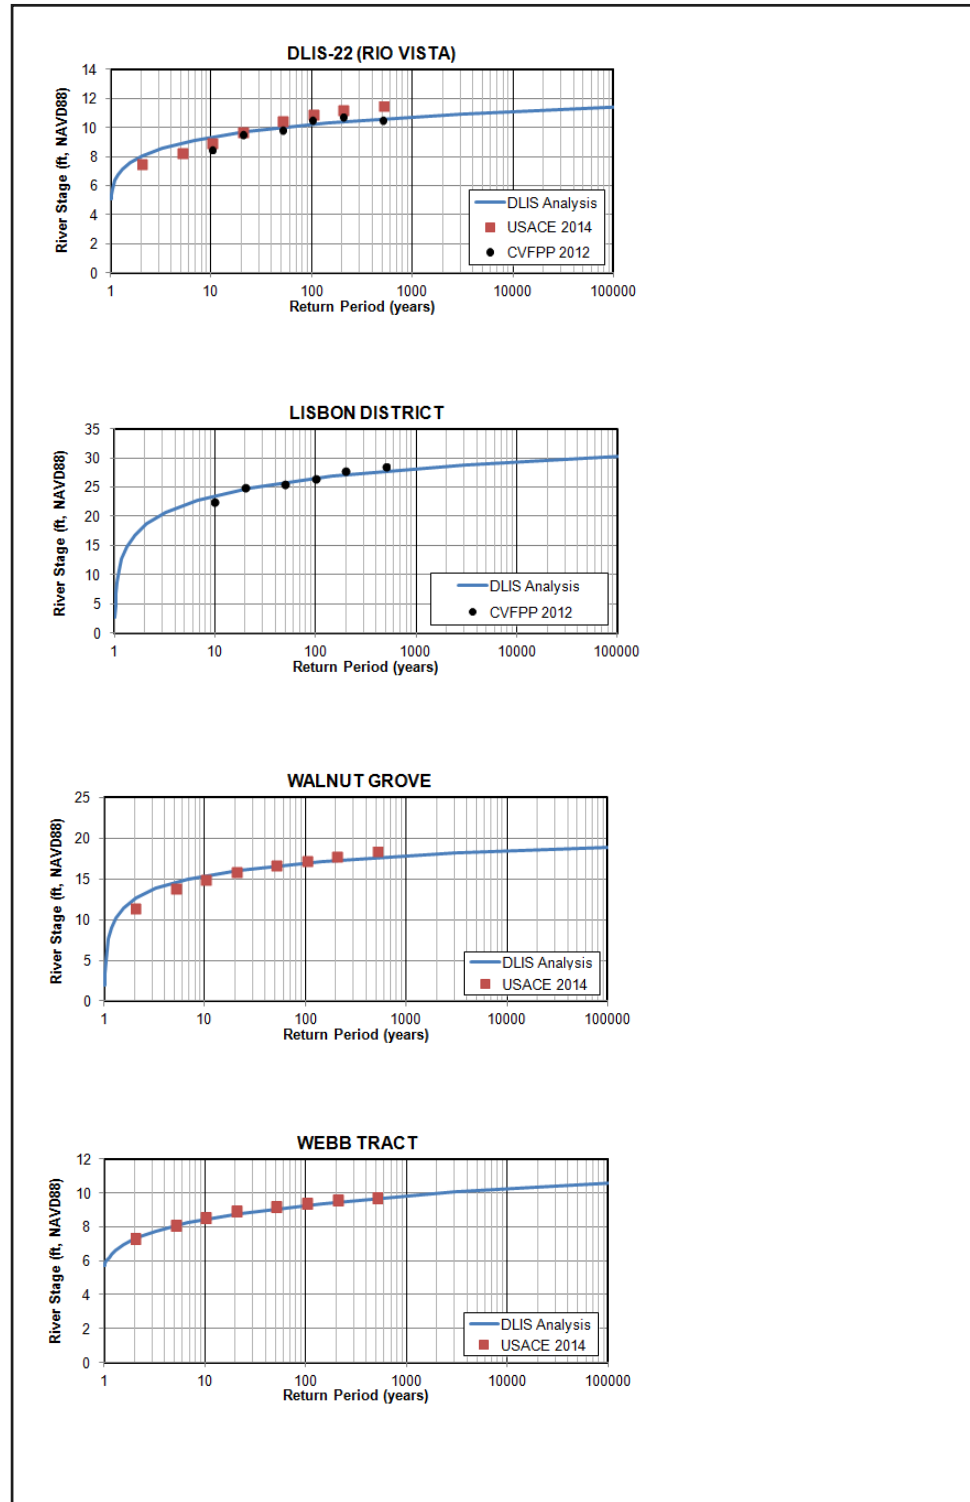 DLIS-22 (RIO VISTA)
River Stage (ft, NAVD88)
14
12
10
8
6
4
2
0
DLIS Analysis
USACE 2014
CVFPP 2012
1 10 100 1000 10000 100000
Return Period (years)
LISBON DISTRICT
River Stage (ft, NAVD88)
35
30
25
20
15
10
5
0
DLIS Analysis
CVFPP 2012
1 10 100 1000 10000 100000
Return Period (years)
WALNUT GROVE
River Stage (ft, NAVD88)
25
20
15
10
5
0
DLIS Analysis
USACE 2014
1 10 100 1000 10000 100000
Return Period (years)
WEBB TRACT
River Stage (ft, NAVD88)
12
10
8
6
4
2
0
DLIS Analysis
USACE 2014
1 10 100 1000 10000 100000
Return Period (years)